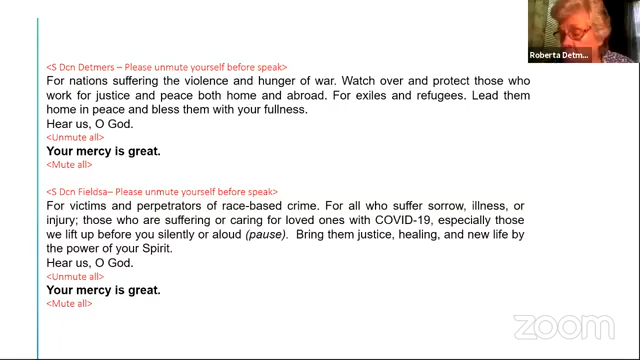 <S Dcn Detmers – Please unmute yourself before speak>
For nations suffering the violence and hunger of war. Watch over and protect those who
work for justice and peace both home and abroad. For exiles and refugees. Lead them
home in peace and bless them with your fullness.
Hear us, O God.
<Unmute all>
Your mercy is great.
<Mute all>
<S Dcn Fieldsa– Please unmute yourself before speak>
For victims and perpetrators of race-based crime. For all who suffer sorrow, illness, or
injury; those who are suffering or caring for loved ones with COVID-19, especially those
we lift up before you silently or aloud (pause). Bring them justice, healing, and new life by
the power of your Spirit.
Hear us, O God.
<Unmute all>
Your mercy is great.
<Mute all>
Roberta Detm...
zoom